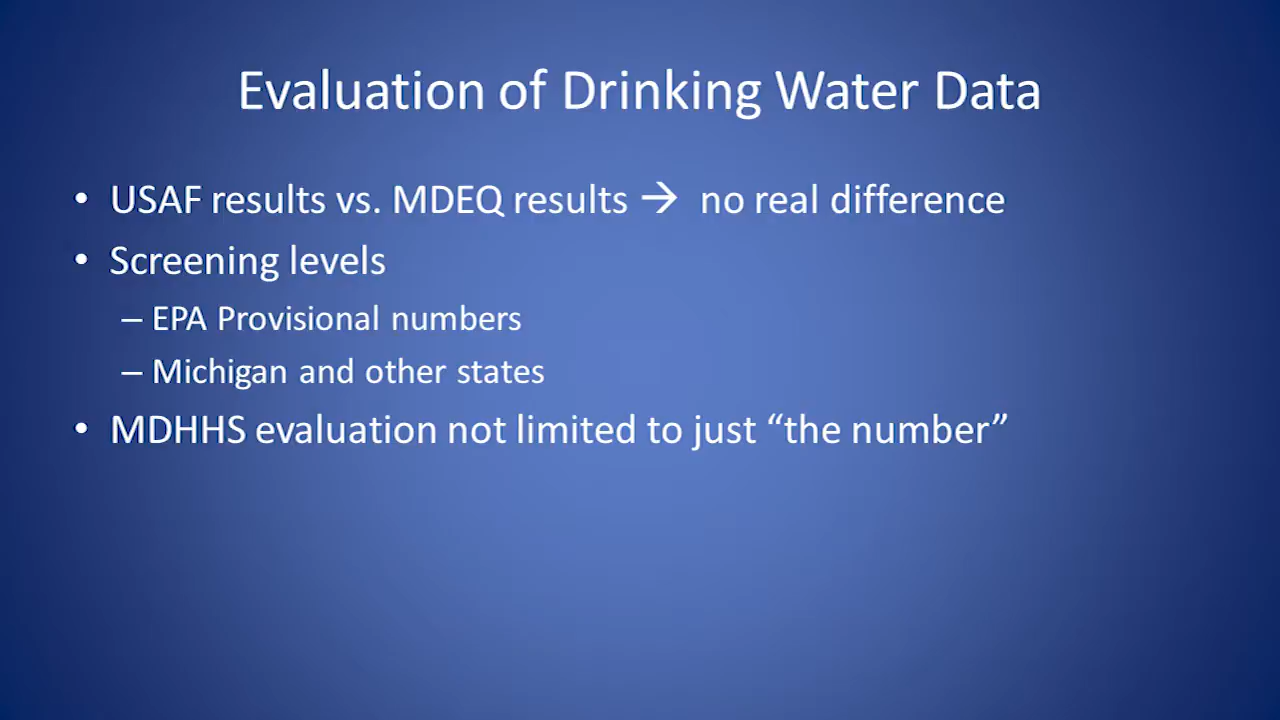 Evaluation of Drinking Water Data
• USAF results vs. MDEQ results → no real difference
• Screening levels
– EPA Provisional numbers
– Michigan and other states
• MDHHS evaluation not limited to just “the number”